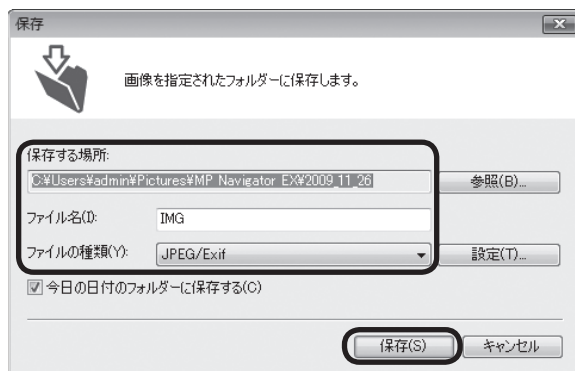 保存
画像を指定されたフォルダーに保存します。
保存する場所:
C:¥Users¥admin¥Pictures¥MP Navigator EX¥2009_11_26
参照(B)...
ファイル名(I):
IMG
ファイルの種類(Y):
JPEG/Exif
設定(T)...
今日の日付のフォルダーに保存する(C)
保存(S)
キャンセル